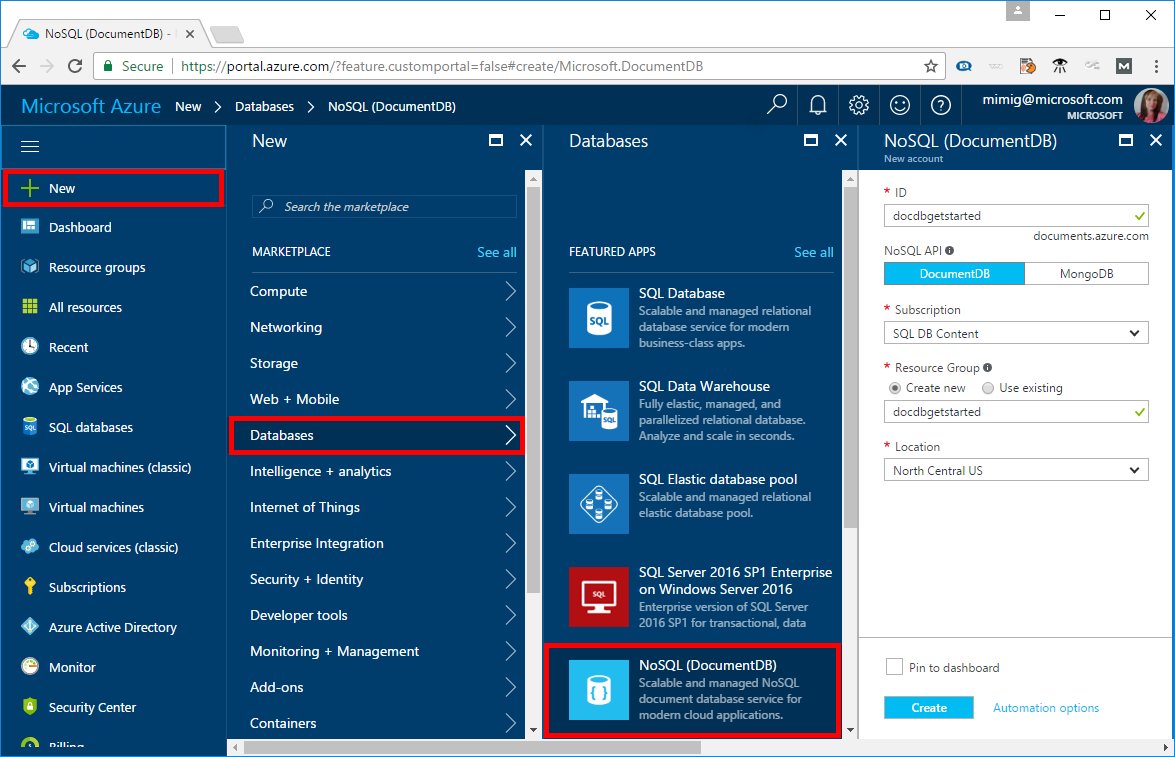 NoSQL (DocumentDB) -
Secure
https://portal.azure.com/?feature.customportal=false#create/Microsoft.DocumentDB
Microsoft Azure New > Databases > NoSQL (DocumentDB)
mimig@microsoft.com
MICROSOFT
New
Dashboard
Resource groups
All resources
Recent
App Services
SQL databases
Virtual machines (classic)
Virtual machines
Cloud services (classic)
Subscriptions
Azure Active Directory
Monitor
Security Center
Billing
New
Search the marketplace
MARKETPLACE
See all
Compute
Networking
Storage
Web + Mobile
Databases
Intelligence + analytics
Internet of Things
Enterprise Integration
Security + Identity
Developer tools
Monitoring + Management
Add-ons
Containers
Databases
FEATURED APPS
See all
SQL
SQL Database
Scalable and managed relational
database service for modern
business-class apps.
SQL
SQL Data Warehouse
Fully elastic, managed, and
parallelized relational database.
Analyze and scale in seconds.
SQL Elastic database pool
Scalable and managed relational
elastic database pool.
SQL
SQL Server 2016 SP1 Enterprise
on Windows Server 2016
Enterprise version of SQL Server
2016 SP1 for transactional, data
{ }
NoSQL (DocumentDB)
Scalable and managed NoSQL
document database service for
modern cloud applications.
NoSQL (DocumentDB)
New account
* ID
docdbgetstarted
documents.azure.com
NoSQL API
DocumentDB
MongoDB
* Subscription
SQL DB Content
* Resource Group
Create new
Use existing
docdbgetstarted
* Location
North Central US
Pin to dashboard
Create
Automation options